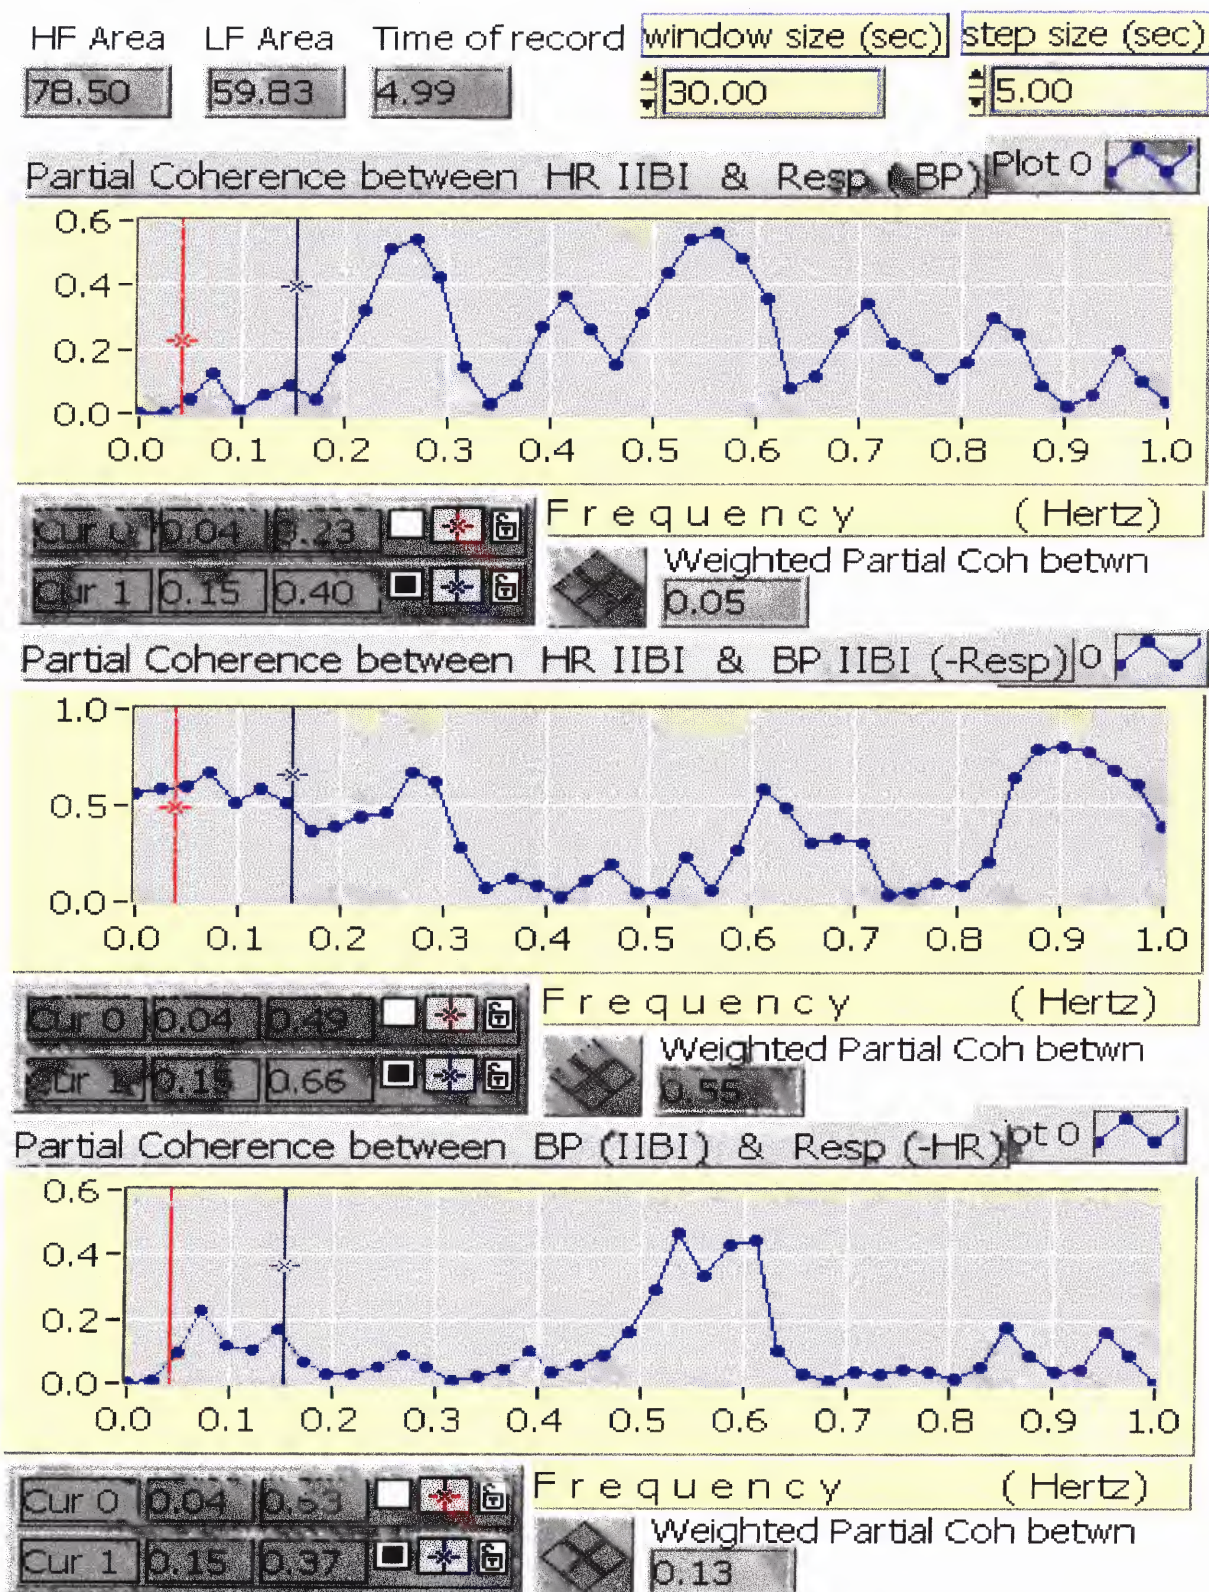 HF Area LF Area Time of record window size (sec) step size (sec)
78.50 59.83 4.99 30.00 5.00
Partial Coherence between HR IIBI & Resp (-BP) Plot 0
0.6
0.4
0.2
0.0
0.0 0.1 0.2 0.3 0.4 0.5 0.6 0.7 0.8 0.9 1.0
Frequency (Hertz)
Cur 0 0.04 0.23
Weighted Partial Coh betwn
Cur 1 0.15 0.40
0.05
Partial Coherence between HR IIBI & BP IIBI (-Resp) 0
1.0
0.5
0.0
0.0 0.1 0.2 0.3 0.4 0.5 0.6 0.7 0.8 0.9 1.0
Frequency (Hertz)
Cur 0 0.04 0.49
Weighted Partial Coh betwn
Cur 1 0.15 0.66
0.55
Partial Coherence between BP (IIBI) & Resp (-HR) ot 0
0.6
0.4
0.2
0.0
0.0 0.1 0.2 0.3 0.4 0.5 0.6 0.7 0.8 0.9 1.0
Frequency (Hertz)
Cur 0 0.04
Weighted Partial Coh betwn
Cur 1 0.15 0.37
0.13